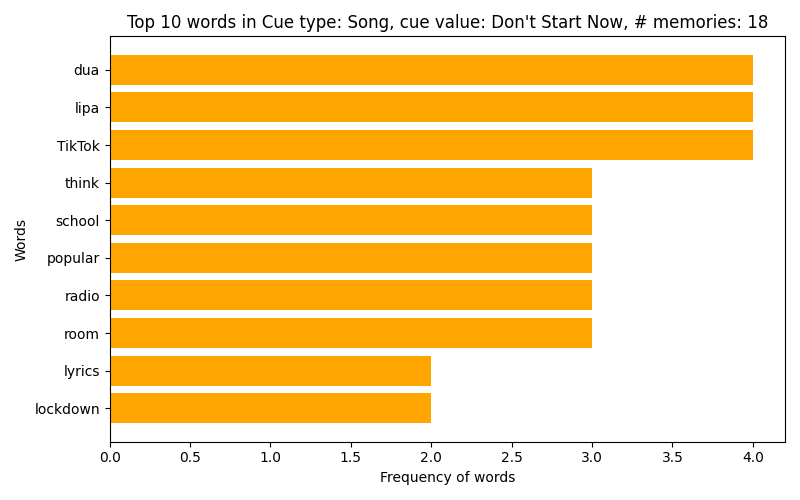 Top 10 words in Cue type: Song, cue value: Don't Start Now, # memories: 18
dua
lipa
TikTok
think
school
popular
radio
room
lyrics
lockdown
Words
0.0 0.5 1.0 1.5 2.0 2.5 3.0 3.5 4.0
Frequency of words